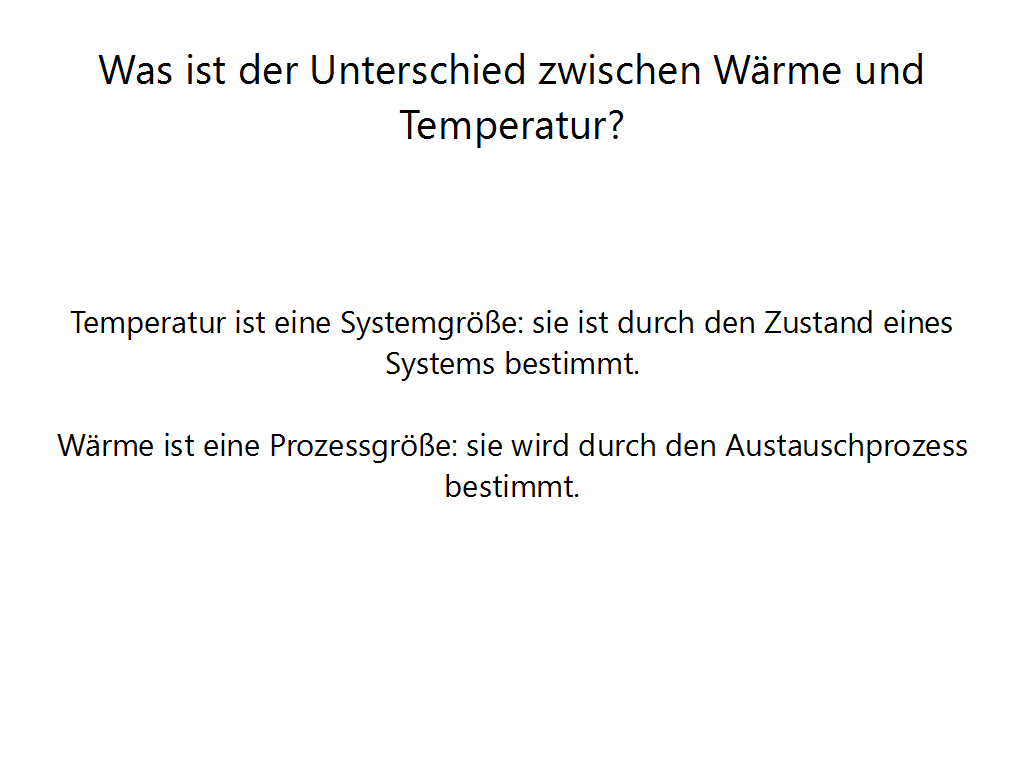 Was ist der Unterschied zwischen Wärme und
Temperatur?
Temperatur ist eine Systemgröße: sie ist durch den Zustand eines
Systems bestimmt.
Wärme ist eine Prozessgröße: sie wird durch den Austauschprozess
bestimmt.